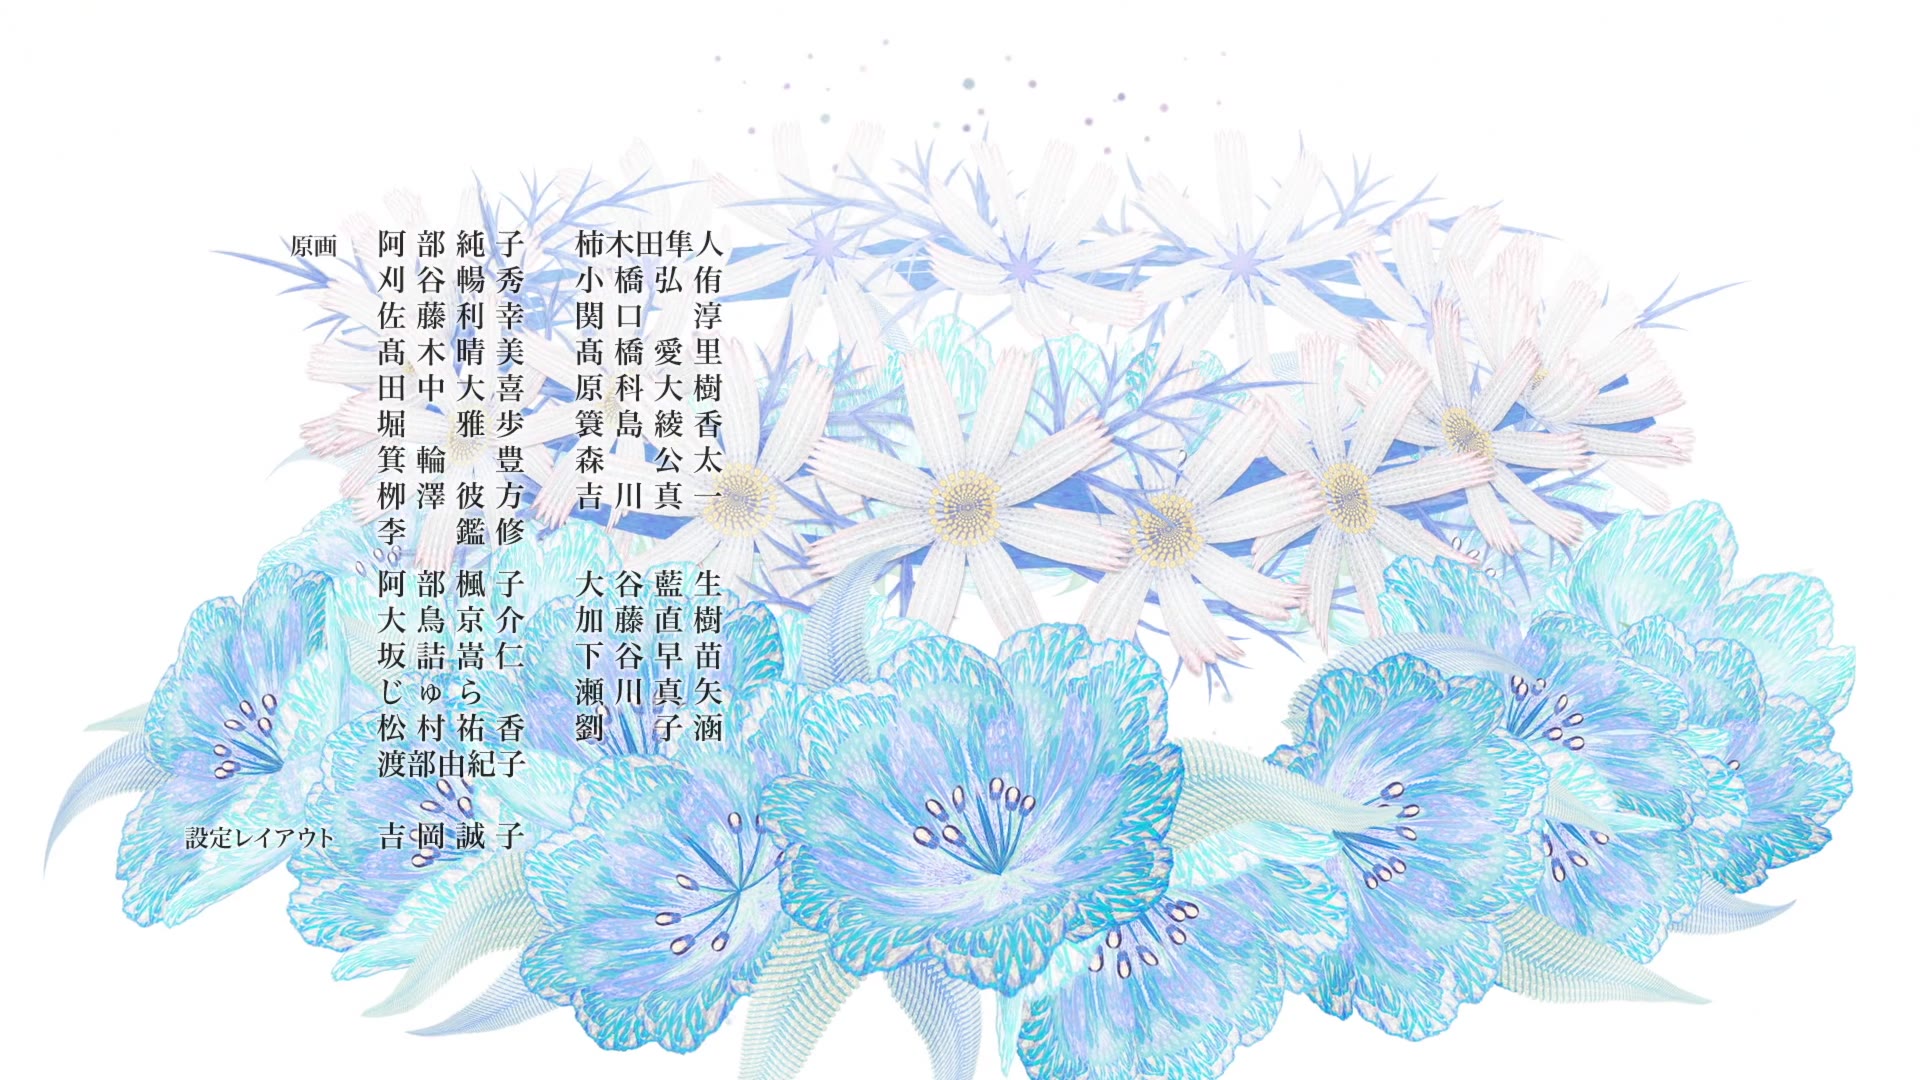 原画 阿部純子 柿木田隼人
刈谷暢秀 小橋弘侑
佐藤利幸 関口 淳
髙木晴美 髙橋愛里
田中大喜 原科大樹
堀 雅歩 簑島綾香
箕輪 豊 森 公太
栁澤彼方 吉川真一
李 鑑修
阿部楓子 大谷藍生
大鳥京介 加藤直樹
坂詰嵩仁 下谷早苗
じゅら 瀬川真矢
松村祐香 劉 子涵
渡部由紀子
設定レイアウト 吉岡誠子